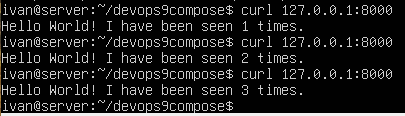 ivan@server:~/devops9compose$ curl 127.0.0.1:8000
Hello World! I have been seen 1 times.
ivan@server:~/devops9compose$ curl 127.0.0.1:8000
Hello World! I have been seen 2 times.
ivan@server:~/devops9compose$ curl 127.0.0.1:8000
Hello World! I have been seen 3 times.
ivan@server:~/devops9compose$